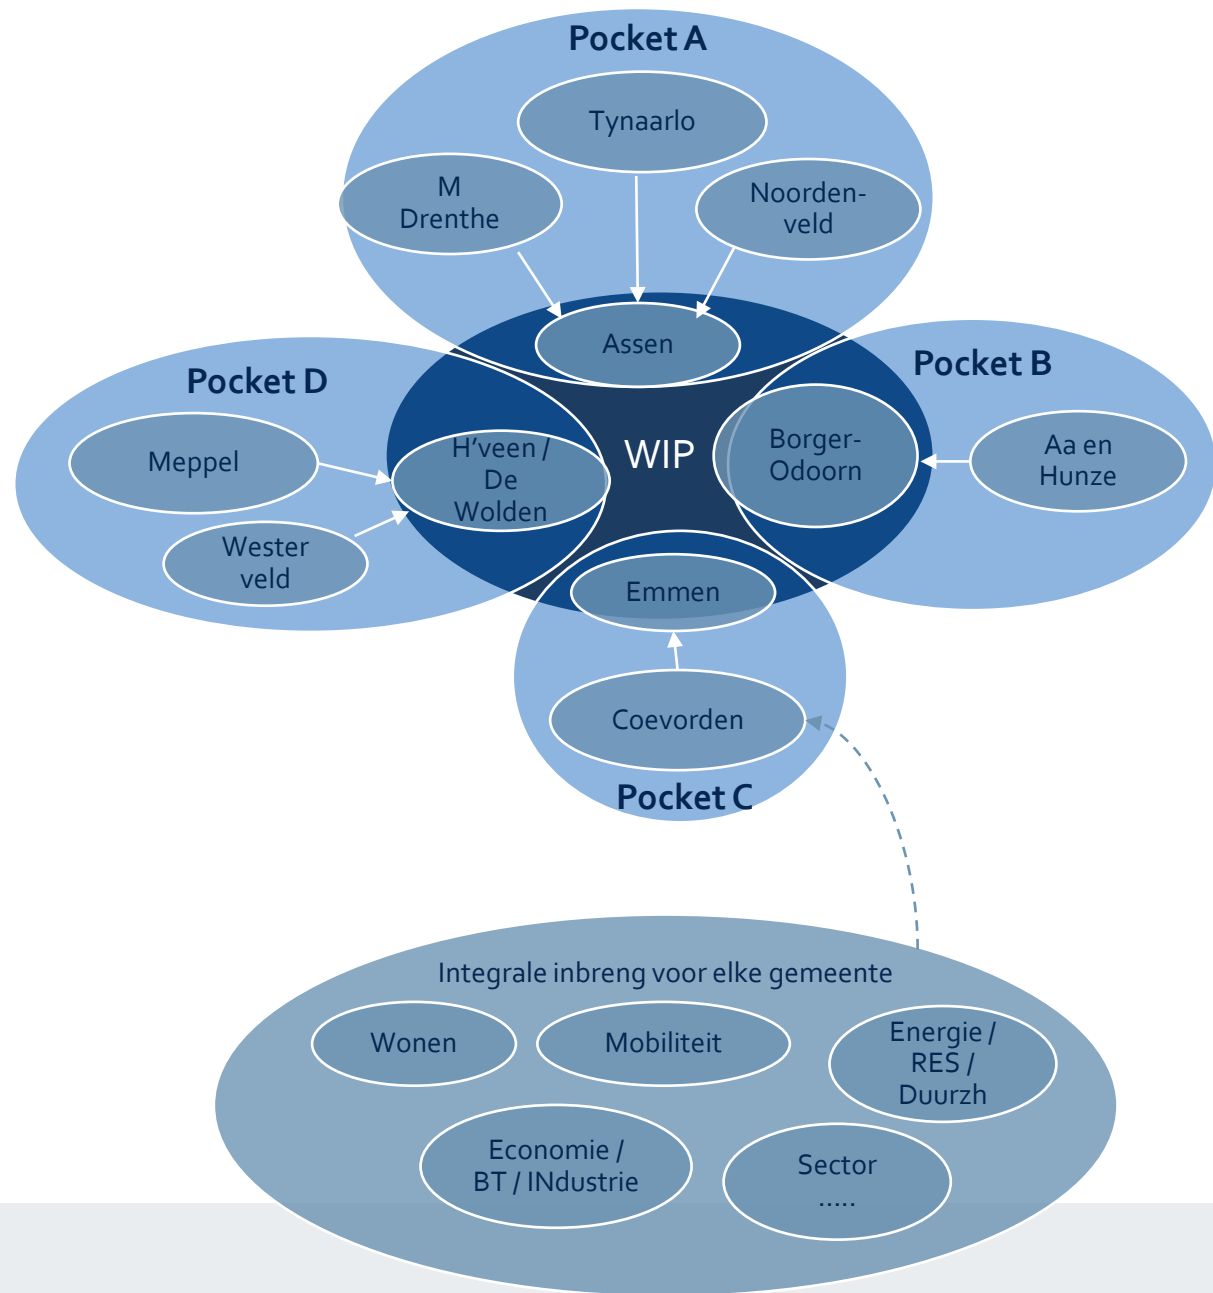 Pocket A
Tynaarlo
M
Drenthe
Noorden-
veld
Assen
Pocket D
Meppel
H’veen /
De
Wolden
Wester
veld
WIP
Pocket B
Borger-
Odoorn
Aa en
Hunze
Emmen
Coevorden
Pocket C
Integrale inbreng voor elke gemeente
Wonen
Mobiliteit
Energie /
RES /
Duurzh
Economie /
BT / INdustrie
Sector
.....